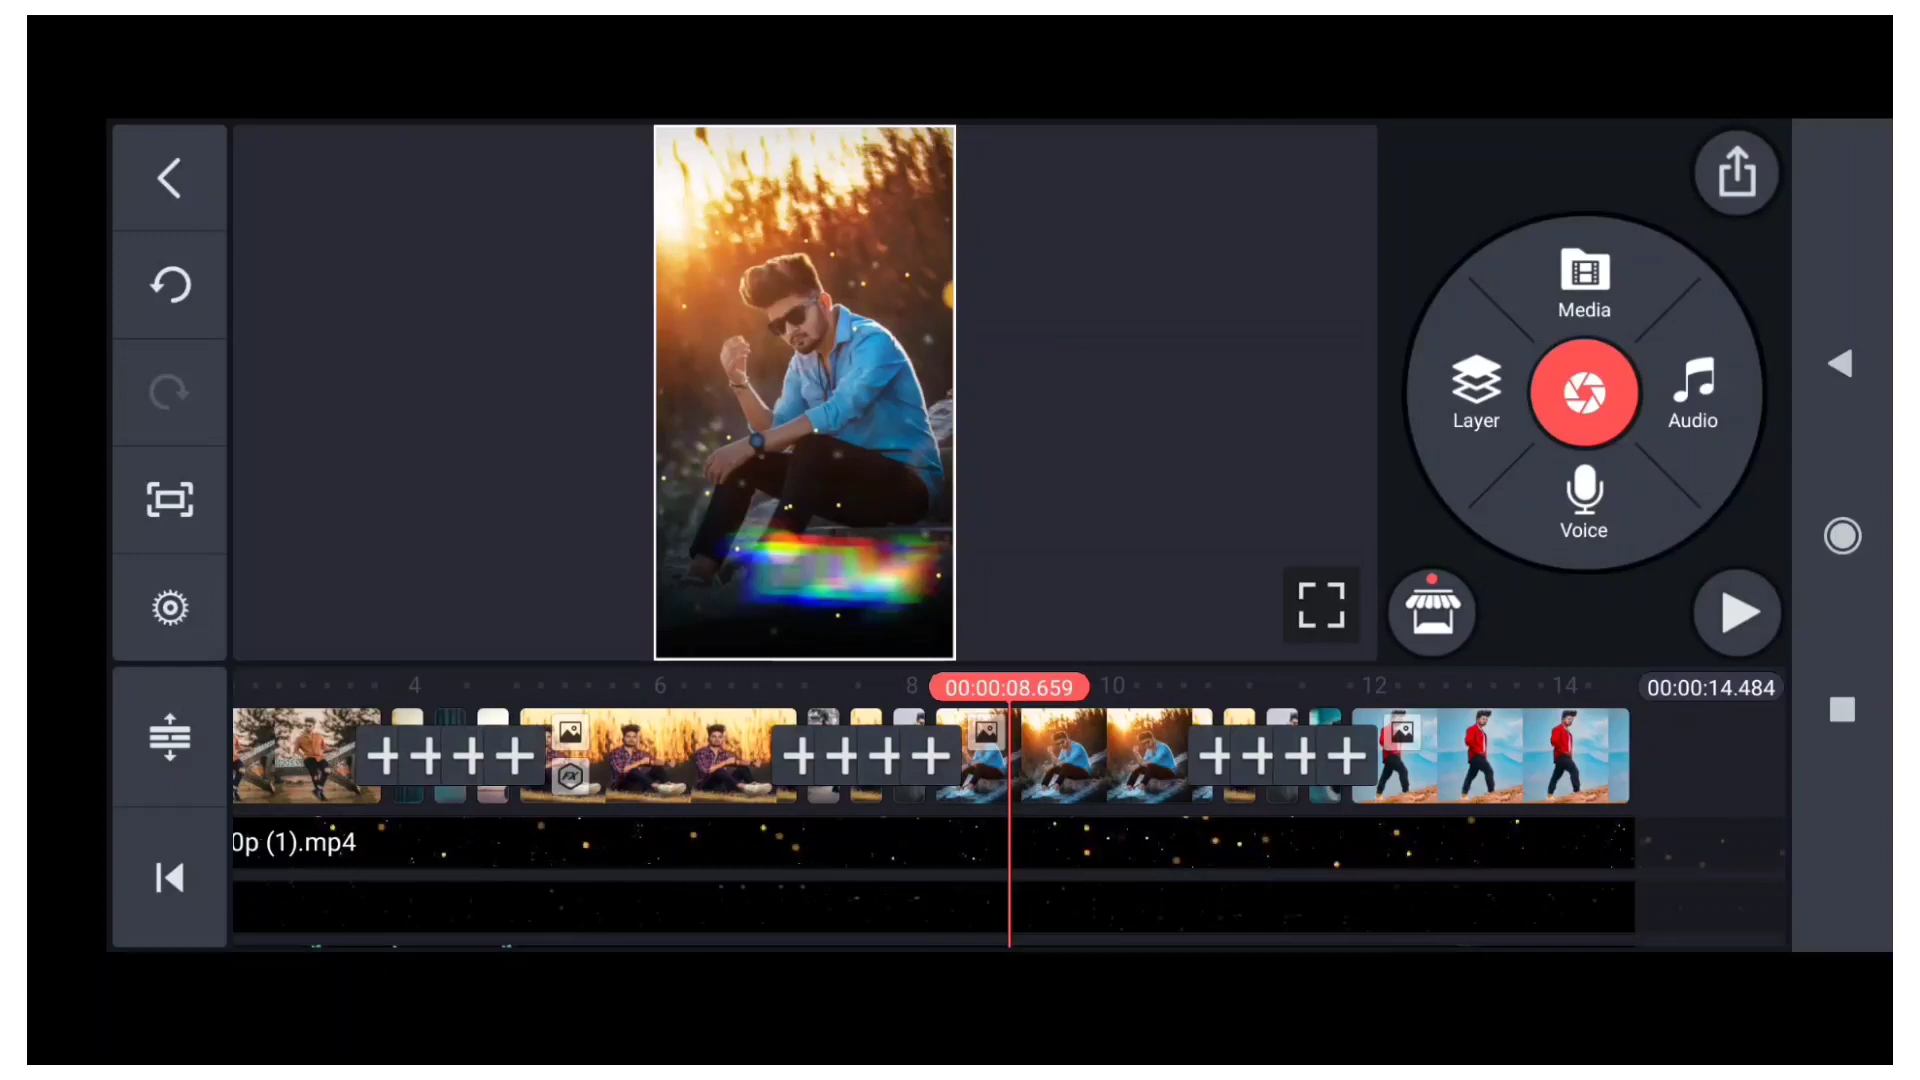 Media
Layer
Audio
Voice
4
6
8
00:00:08.659
10
12
14
00:00:14.484
0p (1).mp4
FX